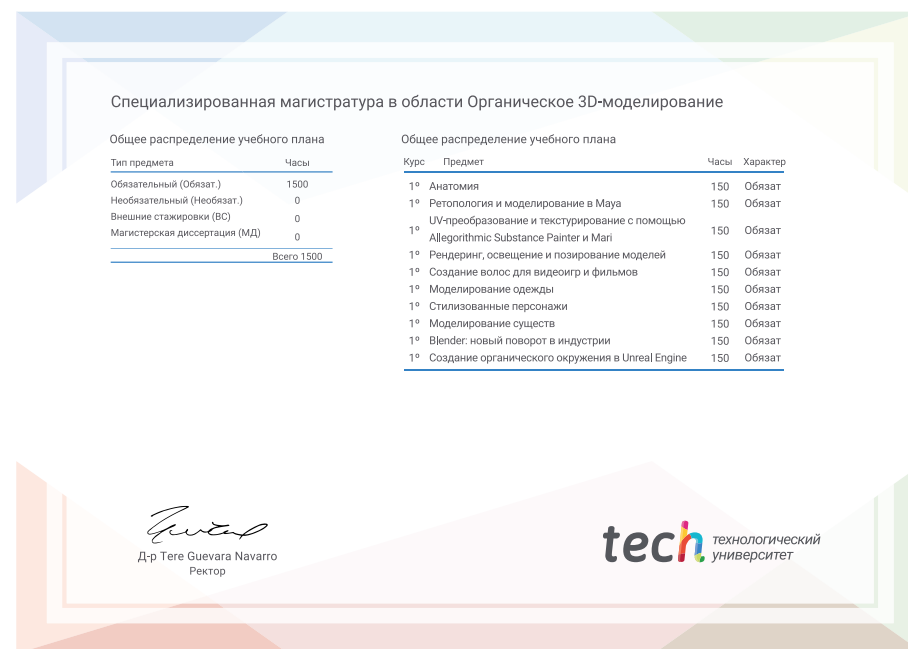 Специализированная магистратура в области Органическое 3D-моделирование
Общее распределение учебного плана
Тип предмета Часы
Обязательный (Обязат.) 1500
Необязательный (Необязат.) 0
Внешние стажировки (ВС) 0
Магистерская диссертация (МД) 0
Всего 1500
Общее распределение учебного плана
Курс Предмет Часы Характер
1º Анатомия 150 Обязат
1º Ретопология и моделирование в Maya 150 Обязат
UV-преобразование и текстурирование с помощью
1º Allegorithmic Substance Painter и Mari 150 Обязат
1º Рендеринг, освещение и позирование моделей 150 Обязат
1º Создание волос для видеоигр и фильмов 150 Обязат
1º Моделирование одежды 150 Обязат
1º Стилизованные персонажи 150 Обязат
1º Моделирование существ 150 Обязат
1º Blender: новый поворот в индустрии 150 Обязат
1º Создание органического окружения в Unreal Engine 150 Обязат
Д-р Tere Guevara Navarro
Ректор
tech технологический
университет